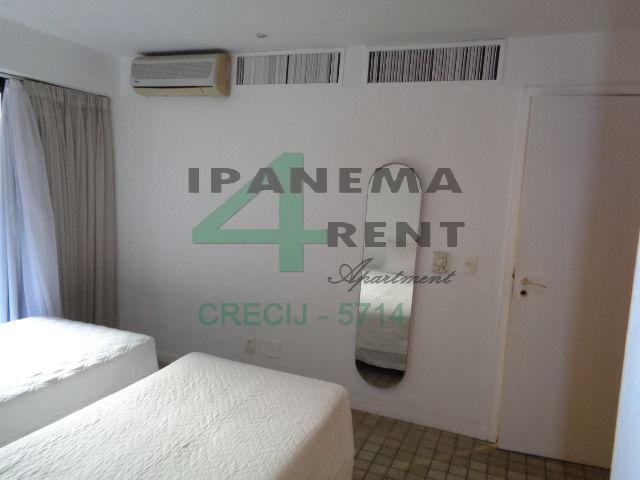 IPANEMA
4 RENT
Apartment
CRECIJ - 5714